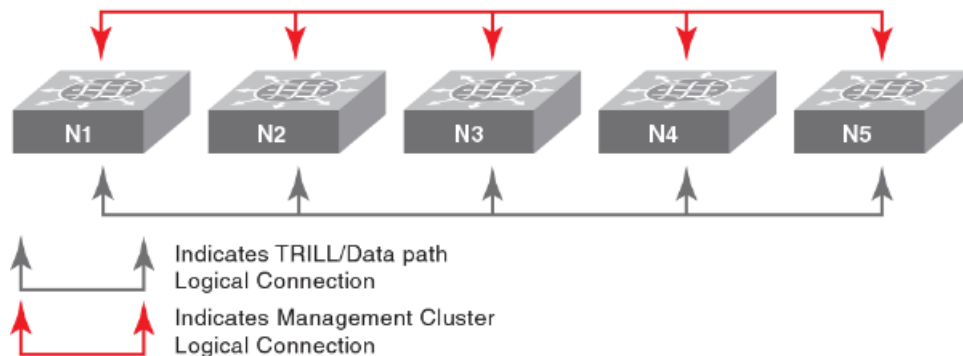 N1 N2 N3 N4 N5
Indicates TRILL/Data path
Logical Connection
Indicates Management Cluster
Logical Connection